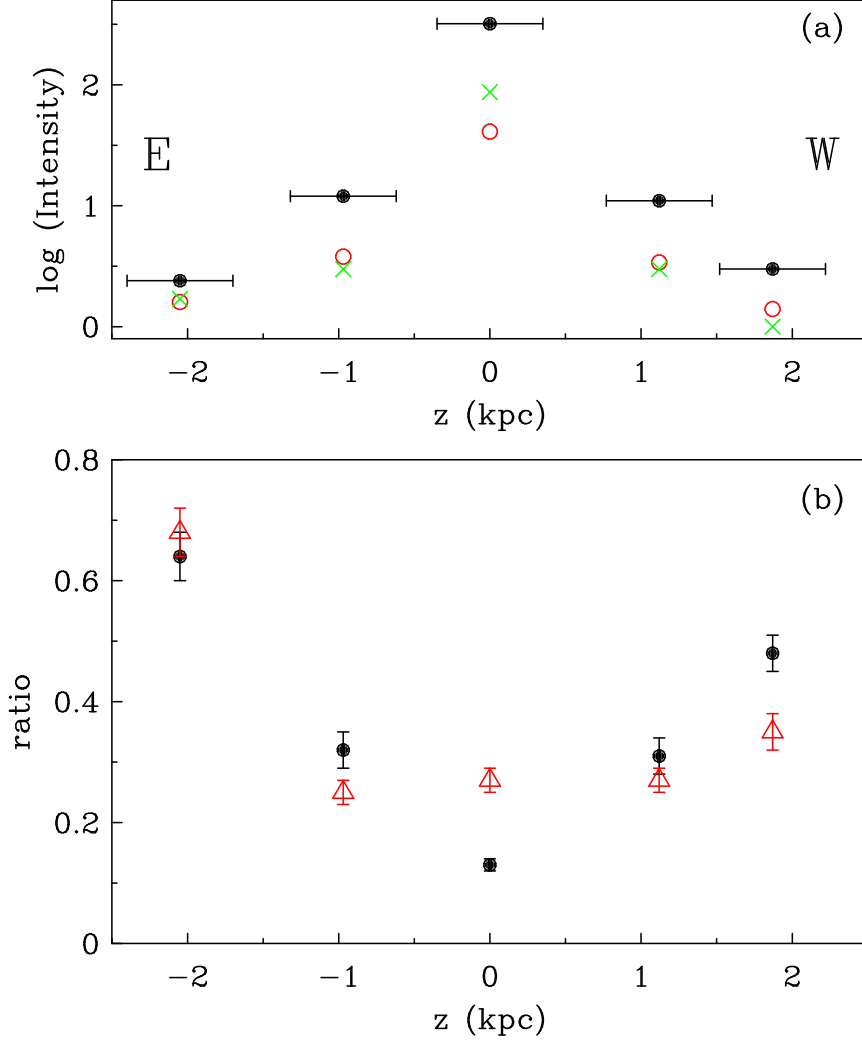 (a)
2
E
W
1
log (Intensity)
0
−2 −1 0 1 2
z (kpc)
0.8
(b)
0.6
0.4
ratio
0.2
0
−2 −1 0 1 2
z (kpc)